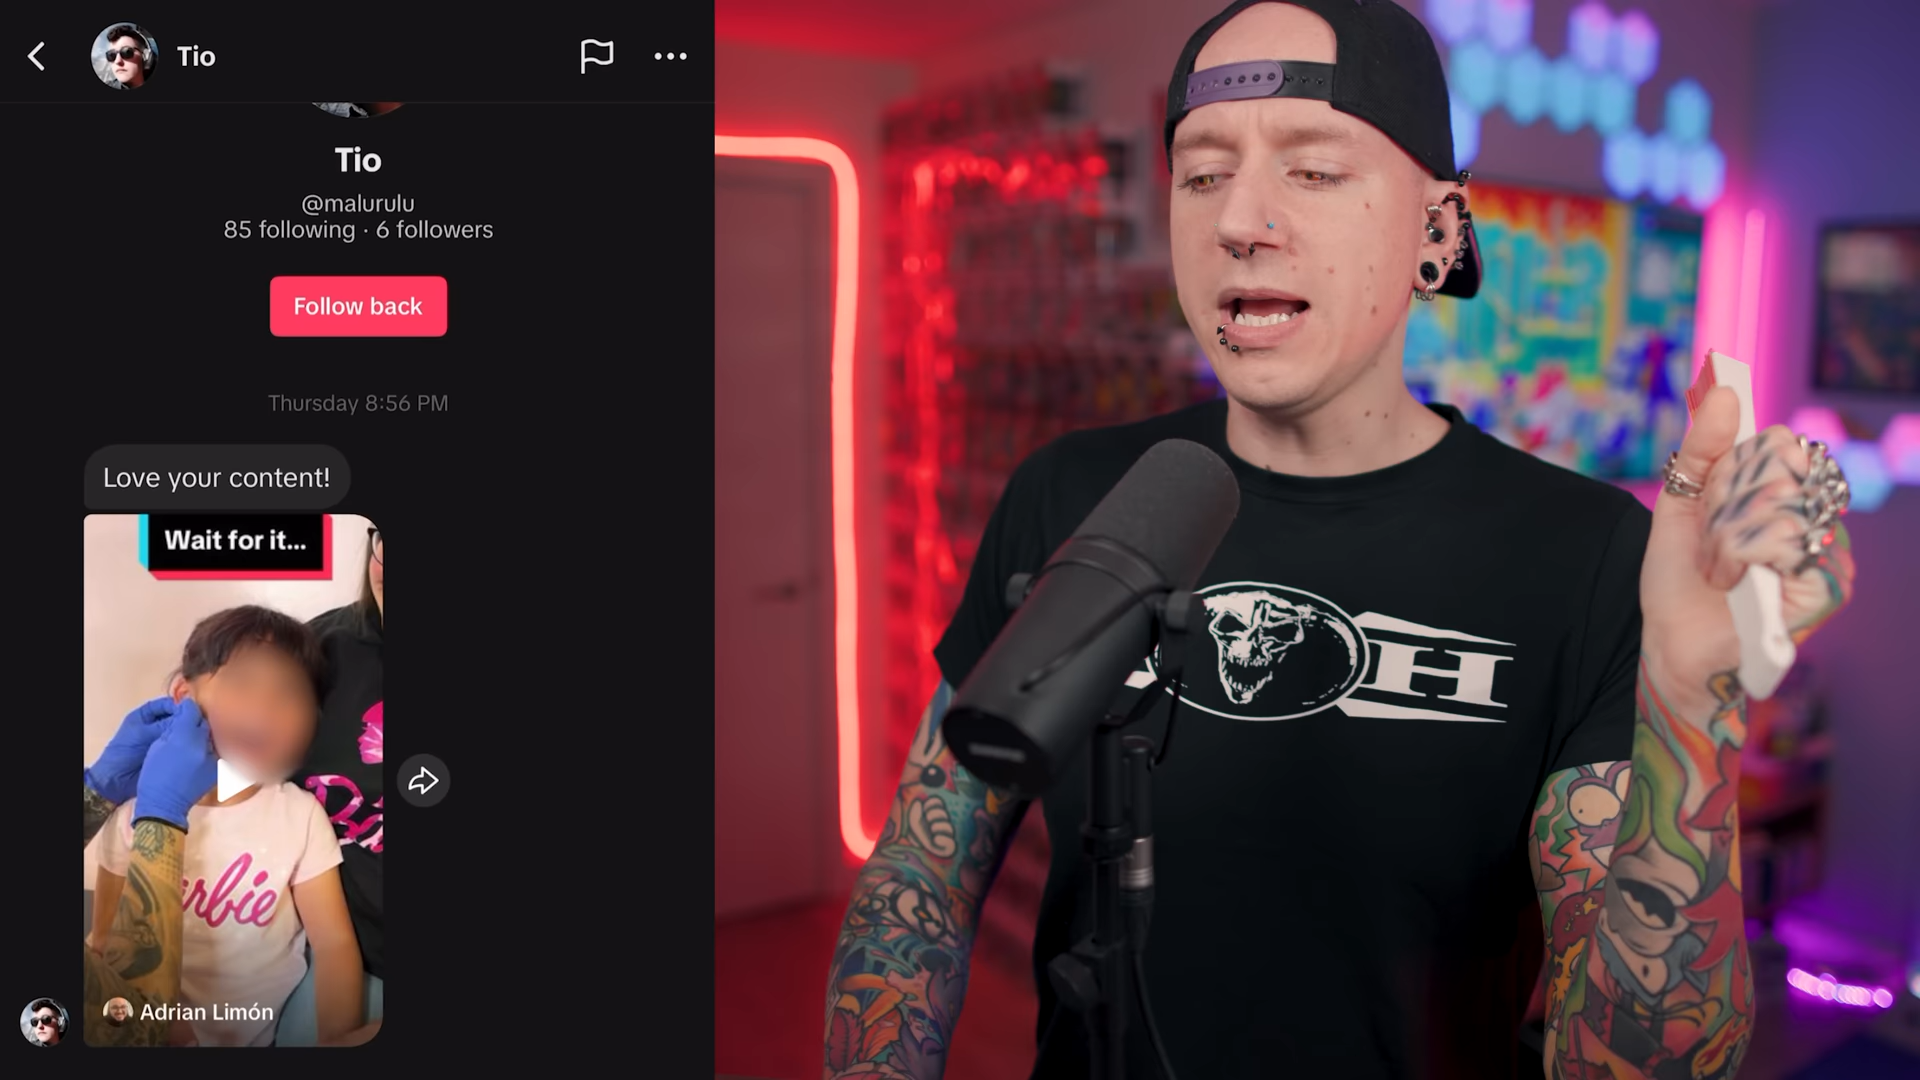 Tio
Tio
@malurulu
85 following · 6 followers
Follow back
Thursday 8:56 PM
Love your content!
Wait for it...
rbie
Adrian Limón
H